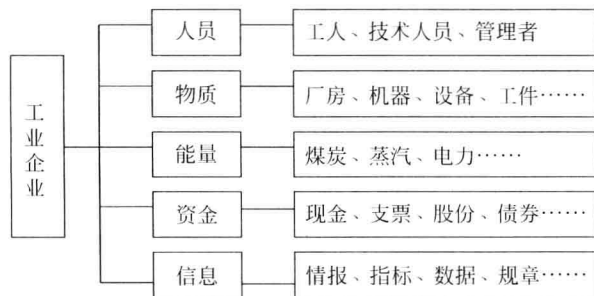 工业企业
人员
工人、技术人员、管理者
物质
厂房、机器、设备、工件……
能量
煤炭、蒸汽、电力……
资金
现金、支票、股份、债券……
信息
情报、指标、数据、规章……